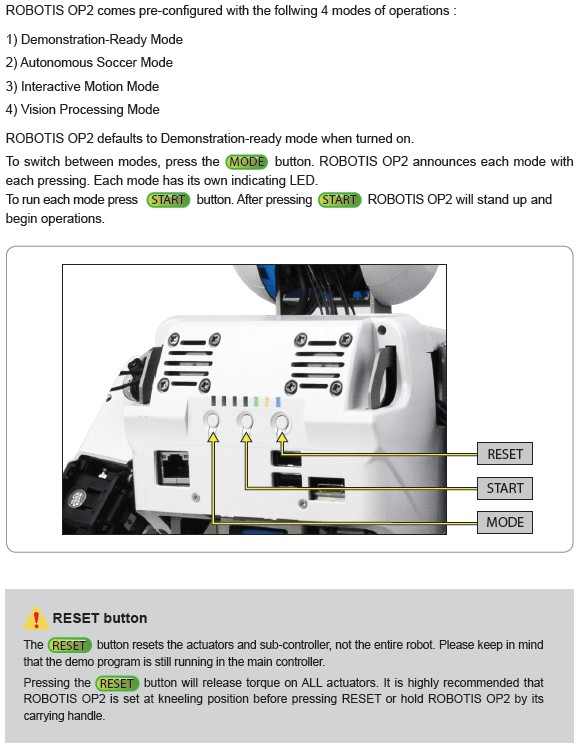 ROBOTIS OP2 comes pre-configured with the follwing 4 modes of operations :
1) Demonstration-Ready Mode
2) Autonomous Soccer Mode
3) Interactive Motion Mode
4) Vision Processing Mode
ROBOTIS OP2 defaults to Demonstration-ready mode when turned on.
To switch between modes, press the MODE button. ROBOTIS OP2 announces each mode with
each pressing. Each mode has its own indicating LED.
To run each mode press START button. After pressing START ROBOTIS OP2 will stand up and
begin operations.
RESET
START
MODE
RESET button
The RESET button resets the actuators and sub-controller, not the entire robot. Please keep in mind
that the demo program is still running in the main controller.
Pressing the RESET button will release torque on ALL actuators. It is highly recommended that
ROBOTIS OP2 is set at kneeling position before pressing RESET or hold ROBOTIS OP2 by its
carrying handle.